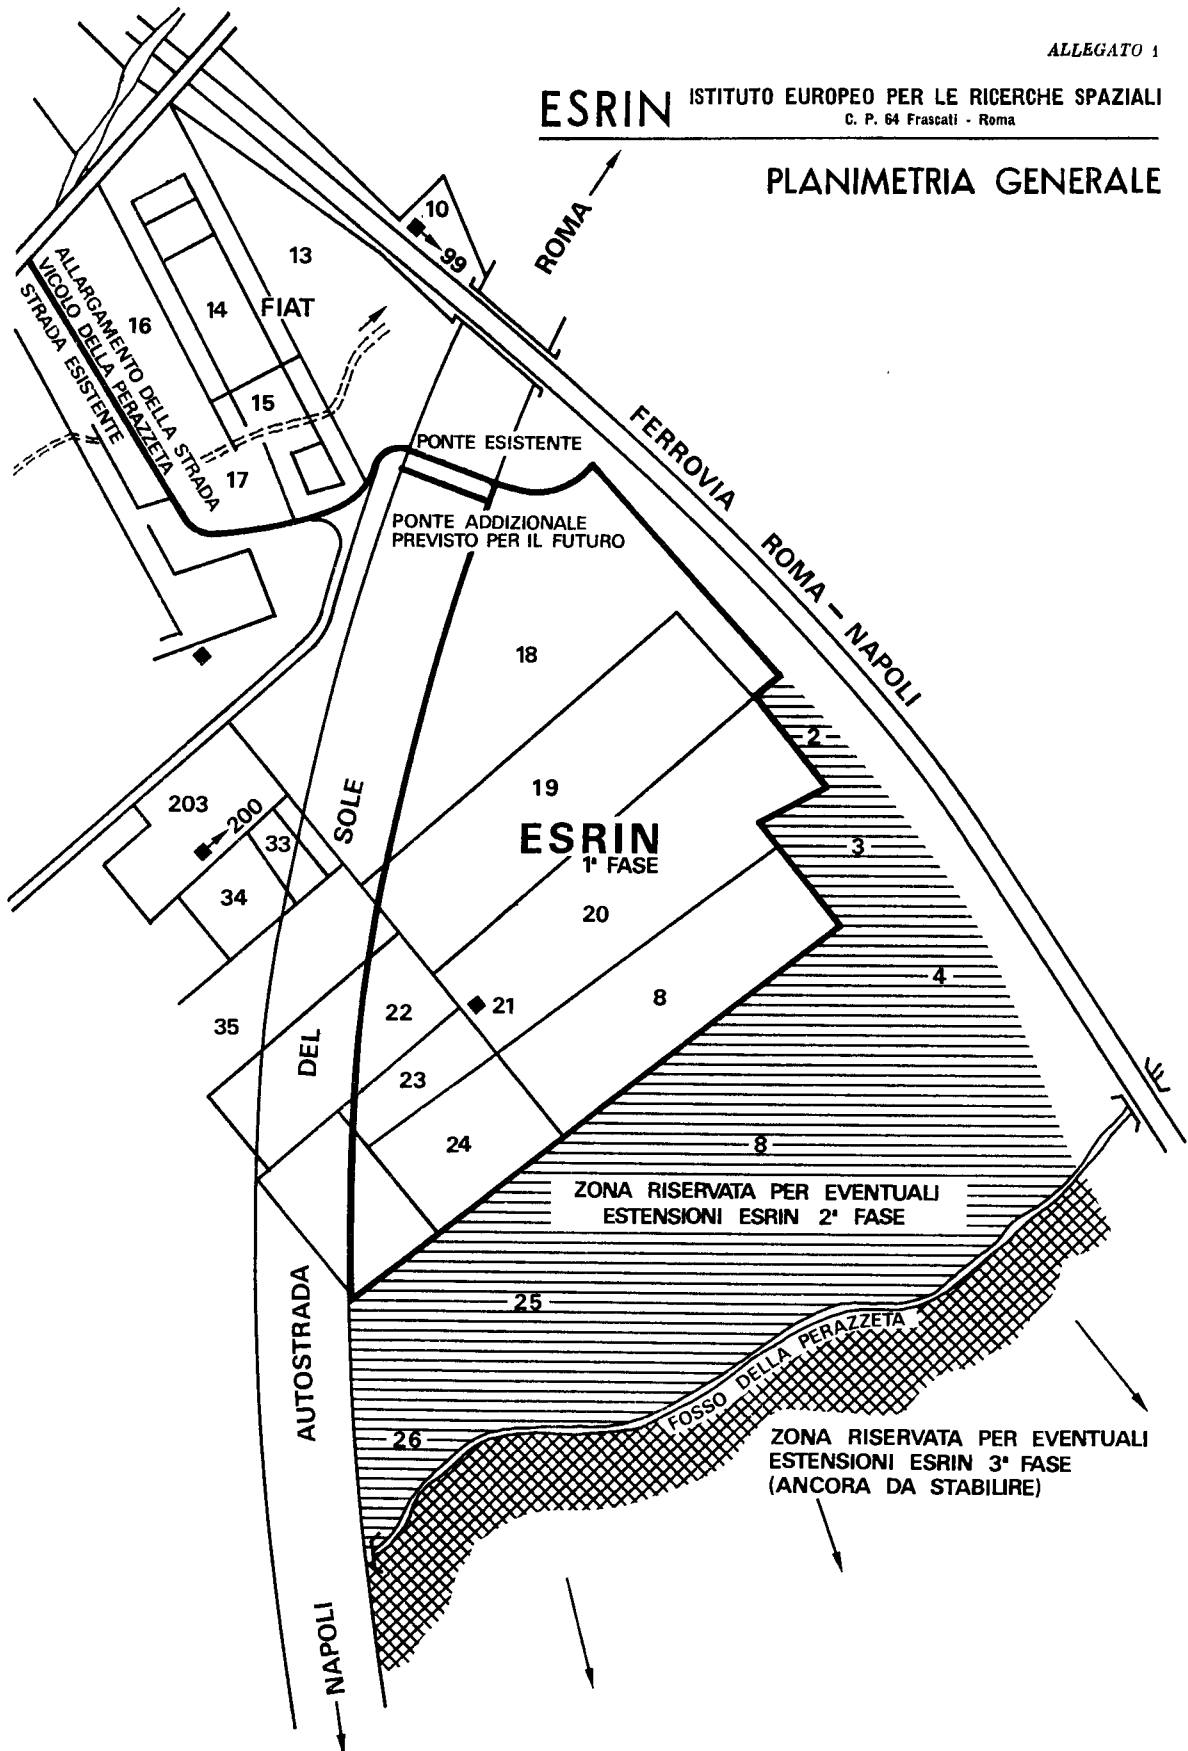 ALLEGATO 1
ESRIN ISTITUTO EUROPEO PER LE RICERCHE SPAZIALI
C. P. 64 Frascati - Roma
PLANIMETRIA GENERALE
ROMA
10
99
13
FIAT
14
16
15
17
ALLARGAMENTO DELLA STRADA
VICOLO DELLA PERAZZETA
STRADA ESISTENTE
PONTE ESISTENTE
PONTE ADDIZIONALE
PREVISTO PER IL FUTURO
FERROVIA ROMA - NAPOLI
18
2
19
ESRIN
1ª FASE
3
203
200
33
34
20
4
8
21
22
35
23
24
8
ZONA RISERVATA PER EVENTUALI
ESTENSIONI ESRIN 2ª FASE
25
26
FOSSO DELLA PERAZZETA
ZONA RISERVATA PER EVENTUALI
ESTENSIONI ESRIN 3ª FASE
(ANCORA DA STABILIRE)
AUTOSTRADA DEL SOLE
NAPOLI